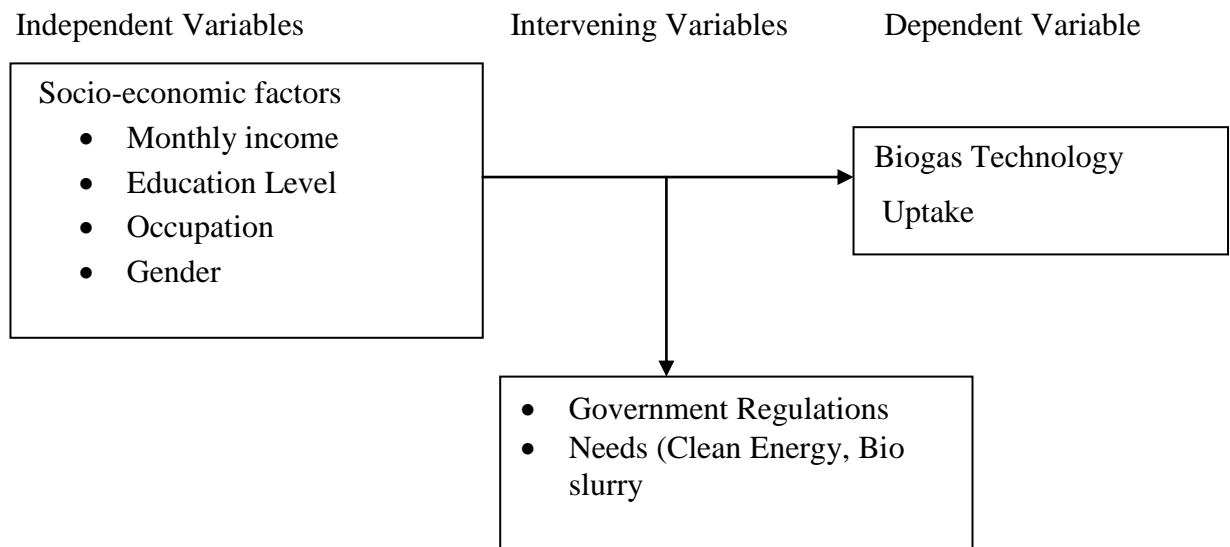 Independent Variables
Intervening Variables
Dependent Variable
Socio-economic factors
• Monthly income
• Education Level
• Occupation
• Gender
Biogas Technology
Uptake
• Government Regulations
• Needs (Clean Energy, Bio
slurry